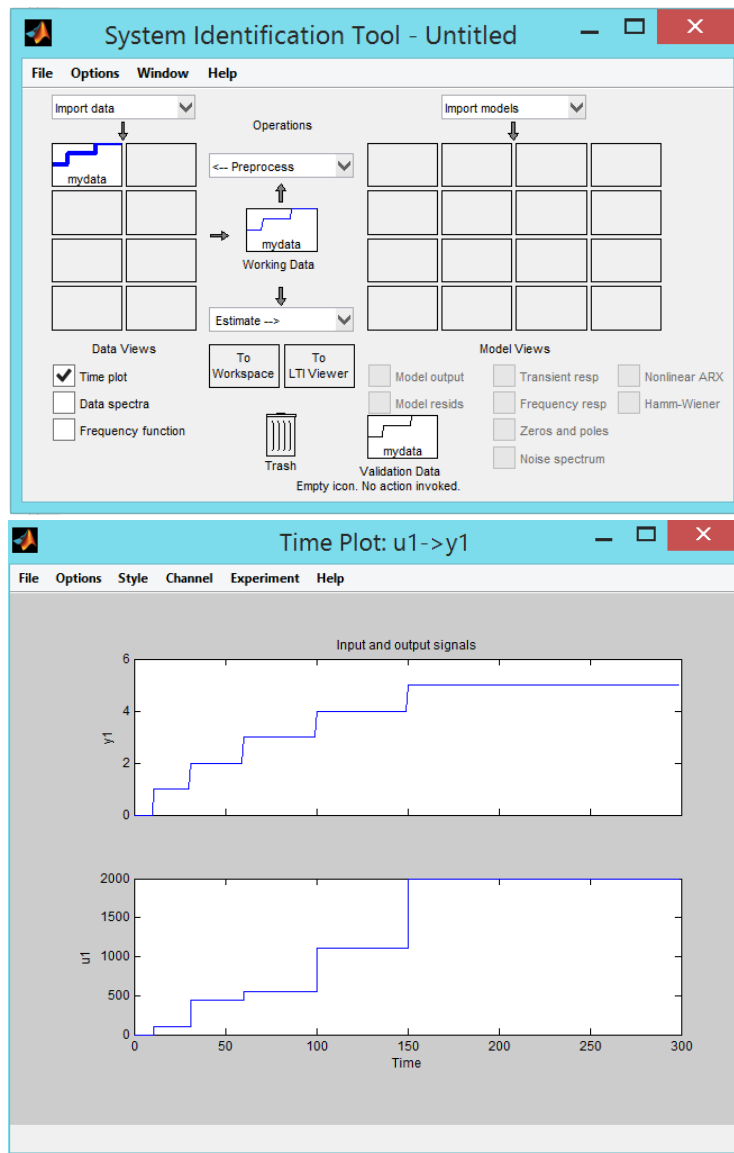 System Identification Tool - Untitled
File Options Window Help
Import data
Import models
Operations
mydata
<-- Preprocess
mydata
Working Data
Estimate -->
Data Views
Model Views
To Workspace
To LTI Viewer
Time plot
Data spectra
Frequency function
Model output
Model resids
Transient resp
Frequency resp
Zeros and poles
Noise spectrum
Nonlinear ARX
Hamm-Wiener
Trash
mydata
Validation Data
Empty icon. No action invoked.
Time Plot: u1->y1
File Options Style Channel Experiment Help
Input and output signals
6
4
2
0
y1
2000
1500
1000
500
0
u1
0 50 100 150 200 250 300
Time